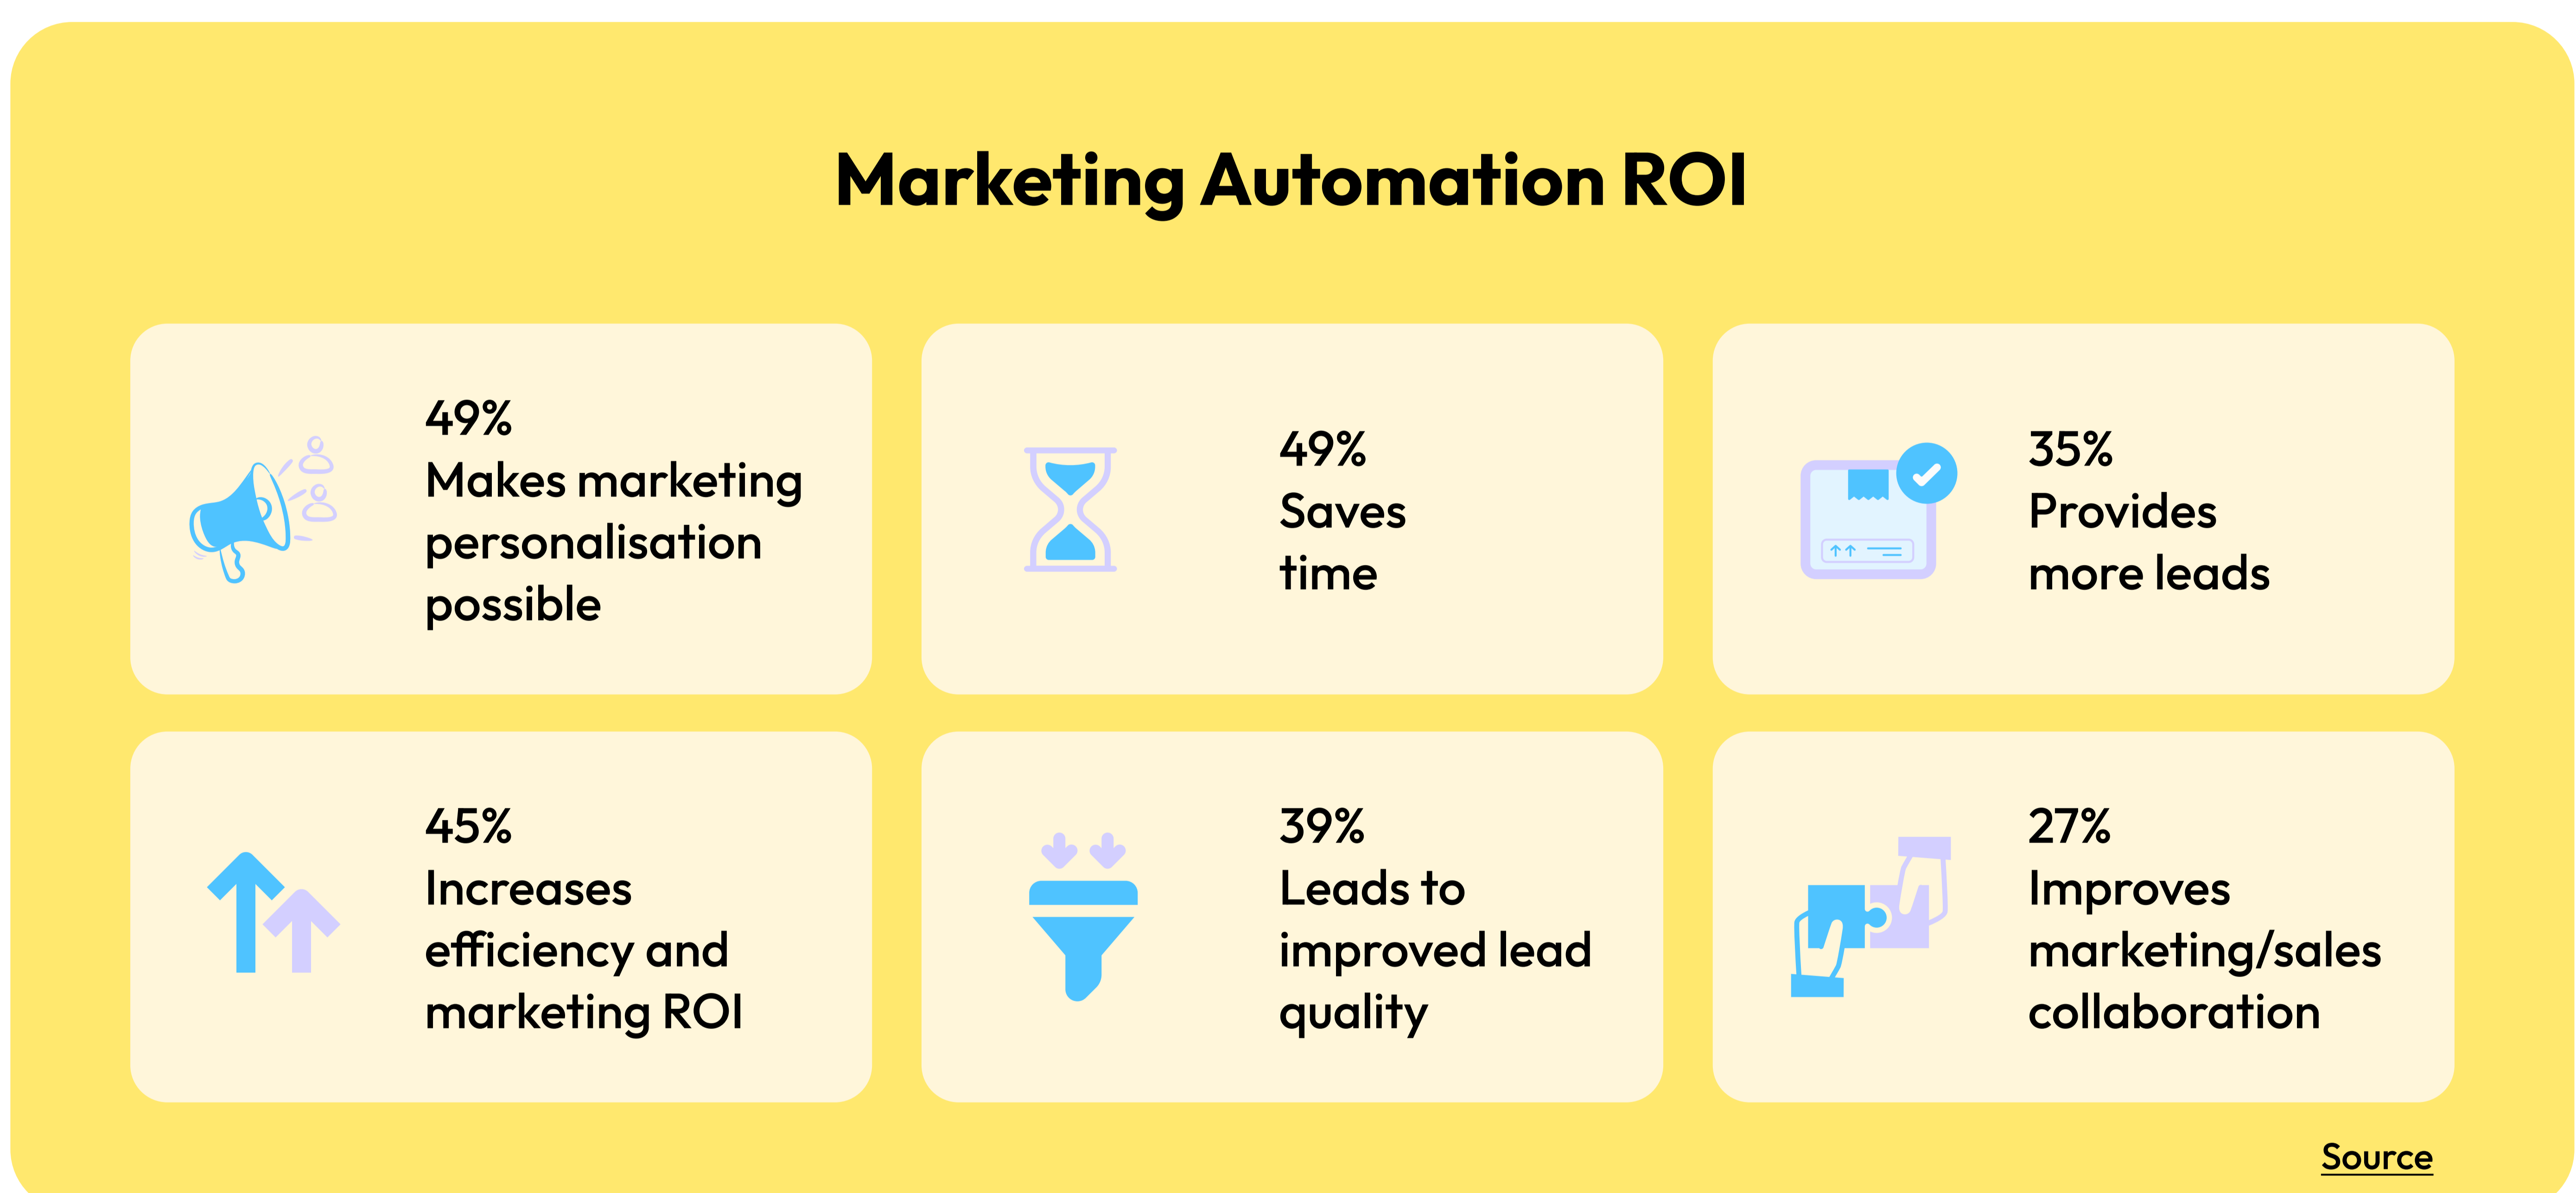 Marketing Automation ROI
49%
Makes marketing
personalisation
possible
49%
Saves
time
35%
Provides
more leads
45%
Increases
efficiency and
marketing ROI
39%
Leads to
improved lead
quality
27%
Improves
marketing/sales
collaboration
Source